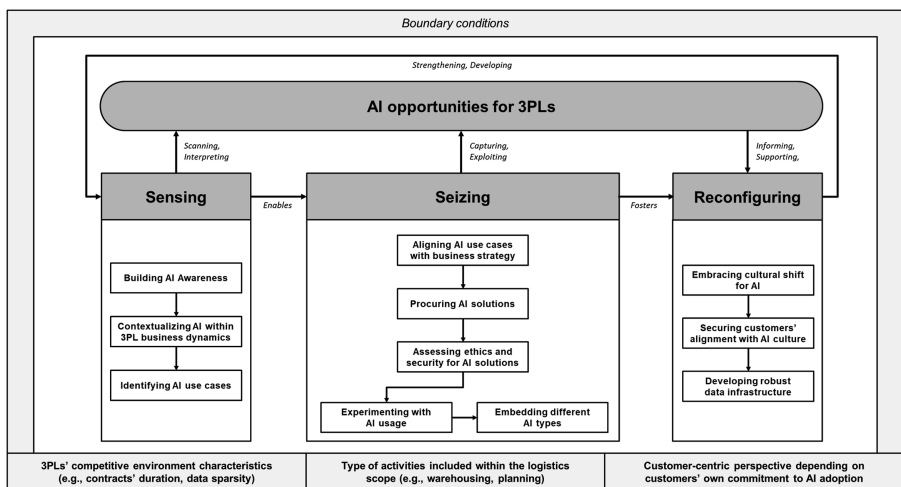 Boundary conditions
Strengthening, Developing
AI opportunities for 3PLs
Scanning,
Interpreting
Capturing,
Exploiting
Informing,
Supporting,
Sensing
Enables
Seizing
Fosters
Reconfiguring
Building AI Awareness
Contextualizing AI within
3PL business dynamics
Identifying AI use cases
Aligning AI use cases
with business strategy
Procuring AI solutions
Assessing ethics and
security for AI solutions
Experimenting with
AI usage
Embedding different
AI types
Embracing cultural shift
for AI
Securing customers'
alignment with AI culture
Developing robust
data infrastructure
3PLs' competitive environment characteristics
(e.g., contracts' duration, data sparsity)
Type of activities included within the logistics
scope (e.g., warehousing, planning)
Customer-centric perspective depending on
customers' own commitment to AI adoption